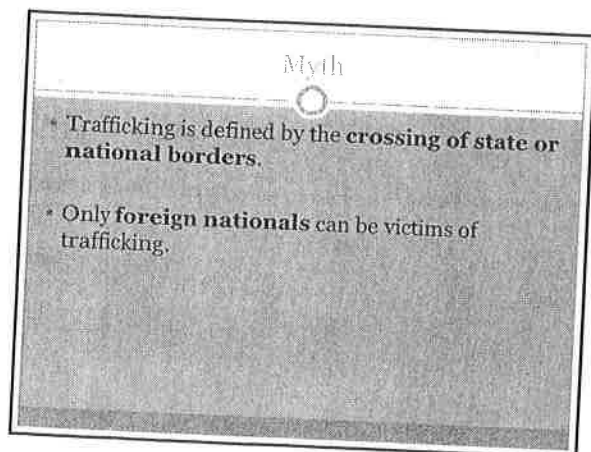 Myth
• Trafficking is defined by the crossing of state or
national borders.
• Only foreign nationals can be victims of
trafficking.